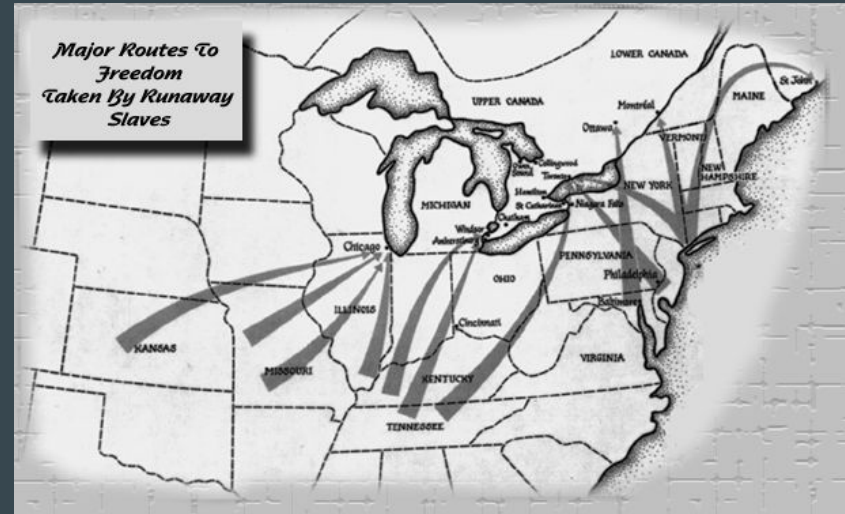 Major Routes To
Freedom
Taken By Runaway
Slaves
LOWER CANADA
St John
MAINE
UPPER CANADA
Montréal
Ottawa
VERMONT
NEW
HAMPSHIRE
Collingwood
Toronto
Hamilton
NEW YORK
St Catharines
Niagara Falls
MICHIGAN
Chatham
Windsor
Amherstburg
Chicago
PENNSYLVANIA
OHIO
Philadelphia
Baltimore
ILLINOIS
Cincinnati
KANSAS
VIRGINIA
MISSOURI
KENTUCKY
TENNESSEE